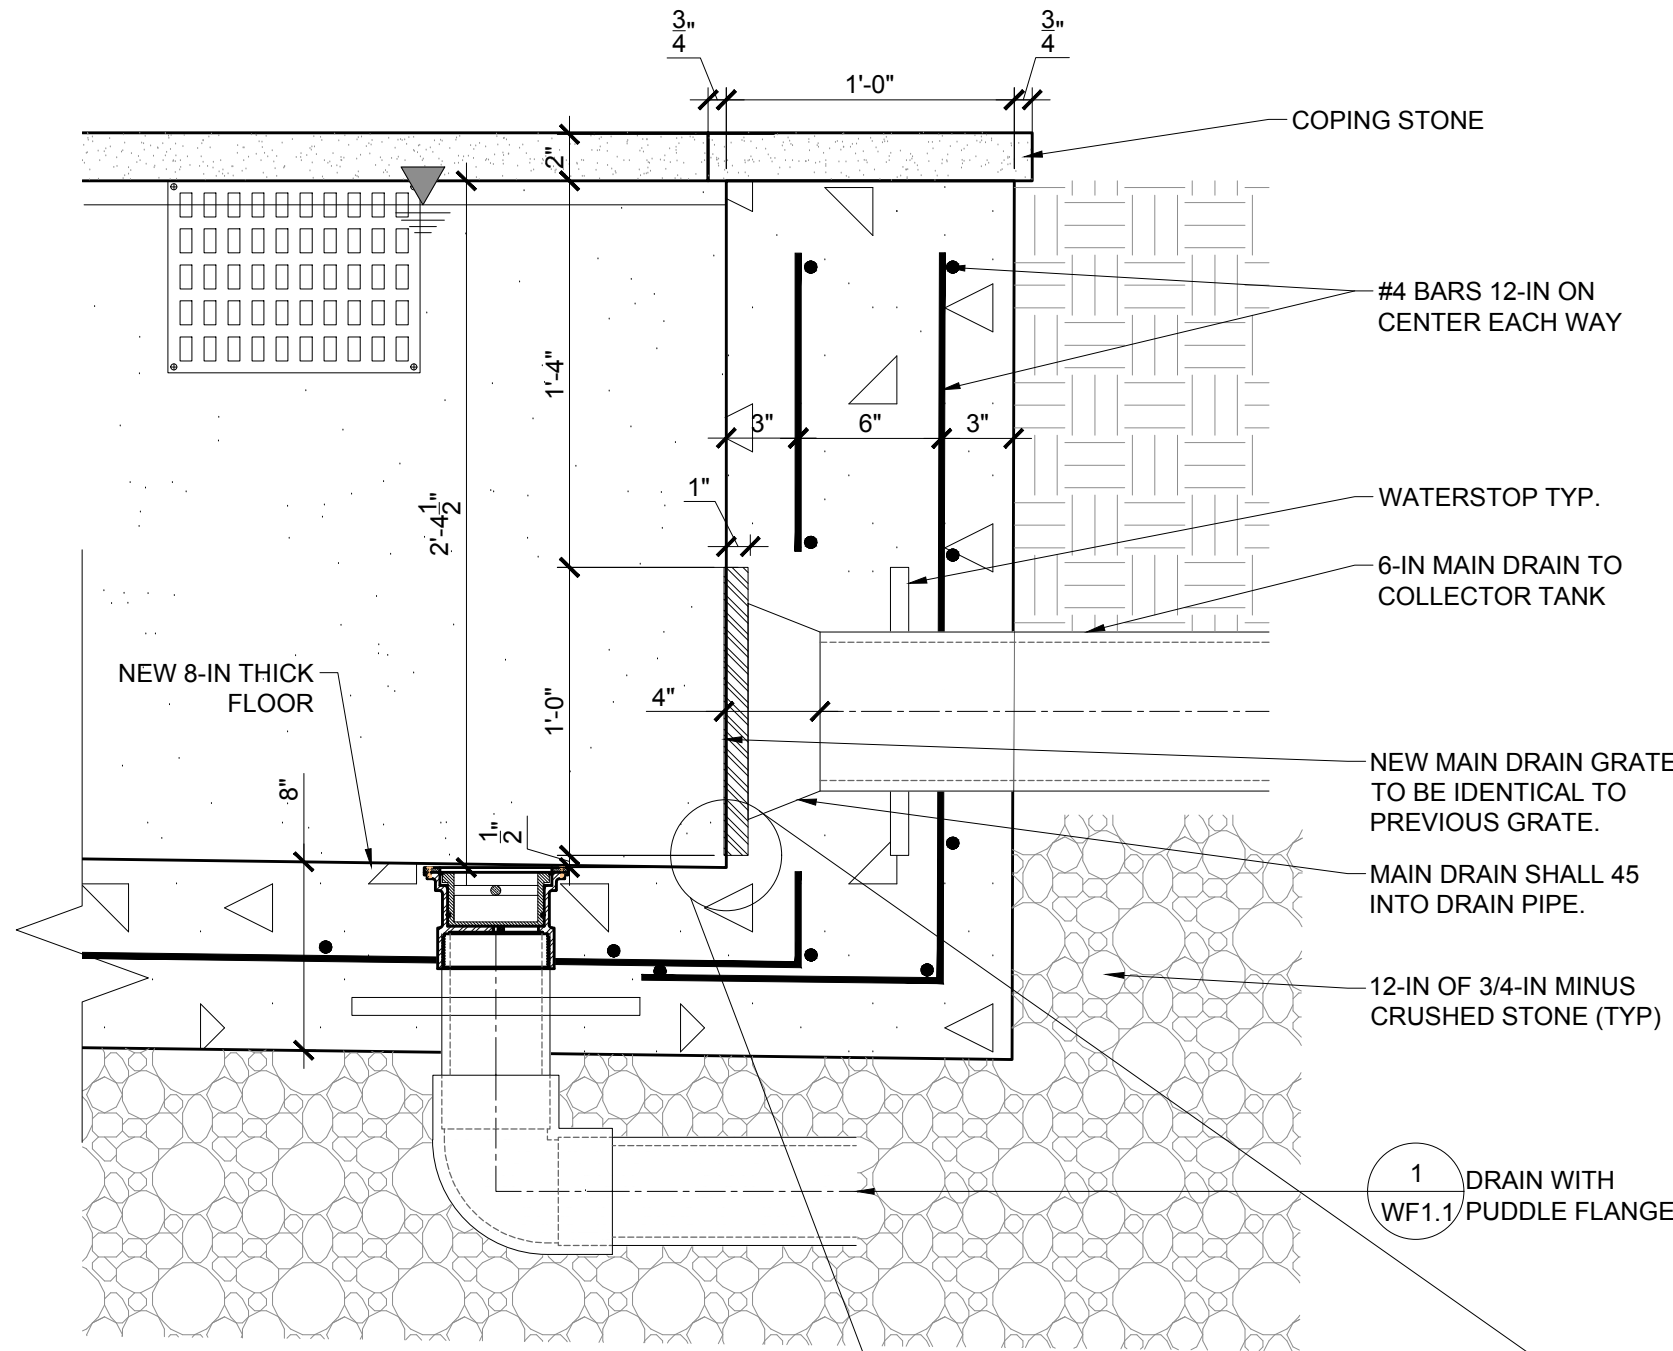 3/4"
1'-0"
3/4"
COPING STONE
2"
#4 BARS 12-IN ON
CENTER EACH WAY
1'-4"
3"
6"
3"
1"
WATERSTOP TYP.
2'-4 1/2"
6-IN MAIN DRAIN TO
COLLECTOR TANK
NEW 8-IN THICK
FLOOR
4"
1'-0"
NEW MAIN DRAIN GRATE
TO BE IDENTICAL TO
PREVIOUS GRATE.
8"
1/2"
MAIN DRAIN SHALL 45
INTO DRAIN PIPE.
12-IN OF 3/4-IN MINUS
CRUSHED STONE (TYP)
1
WF1.1
DRAIN WITH
PUDDLE FLANGE